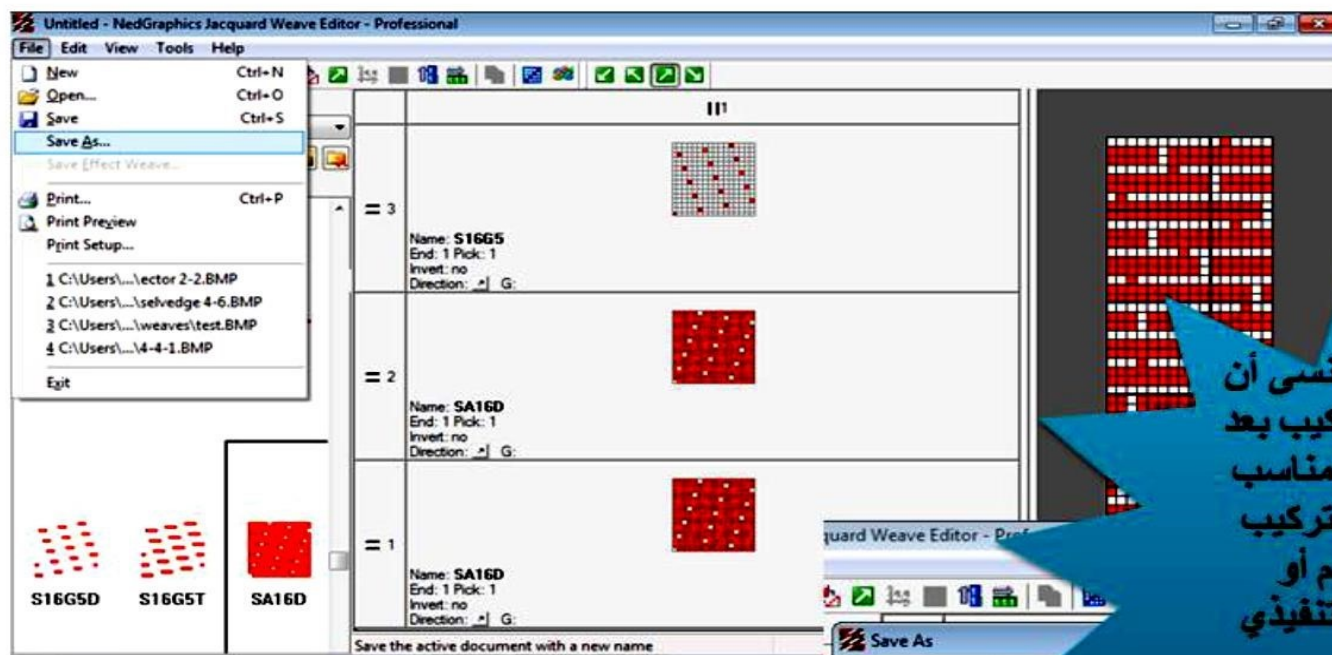 Untitled - NedGraphics Jacquard Weave Editor - Professional
File Edit View Tools Help
New Ctrl+N
Open... Ctrl+O
Save Ctrl+S
Save As...
Save Effect Weave...
Print... Ctrl+P
Print Preview
Print Setup...
1 C:\Users\...\ector 2-2.BMP
2 C:\Users\...\selvedge 4-6.BMP
3 C:\Users\...\weaves\test.BMP
4 C:\Users\...\4-4-1.BMP
Exit
S16G5D S16G5T SA16D
1
= 3
Name: S16G5
End: 1 Pick: 1
Invert: no
Direction: G:
= 2
Name: SA16D
End: 1 Pick: 1
Invert: no
Direction: G:
= 1
Name: SA16D
End: 1 Pick: 1
Invert: no
Direction: G:
Save the active document with a new name
quard Weave Editor - Prof
Save As
نسى أن
كيب بعد
مناسب
تركيب
م أو
تنفيذي